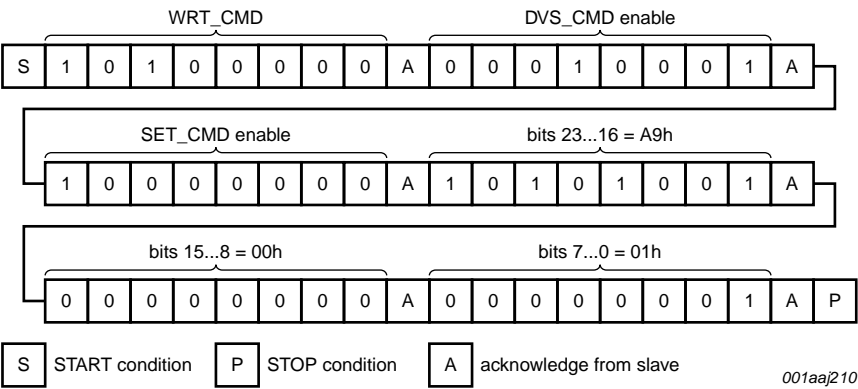 WRT_CMD DVS_CMD enable
S 1 0 1 0 0 0 0 0 A 0 0 0 1 0 0 0 1 A
SET_CMD enable bits 23...16 = A9h
1 0 0 0 0 0 0 0 A 1 0 1 0 1 0 0 1 A
bits 15...8 = 00h bits 7...0 = 01h
0 0 0 0 0 0 0 0 A 0 0 0 0 0 0 0 1 A P
S START condition P STOP condition A acknowledge from slave
001aaj210